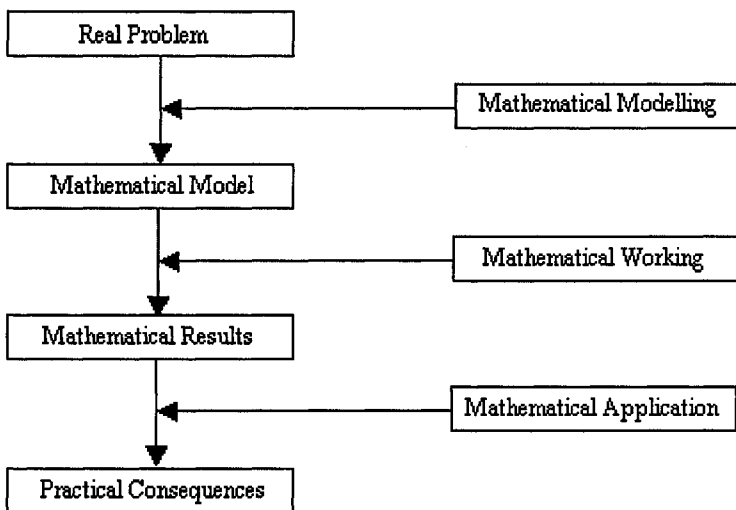 Real Problem
Mathematical Modelling
Mathematical Model
Mathematical Working
Mathematical Results
Mathematical Application
Practical Consequences